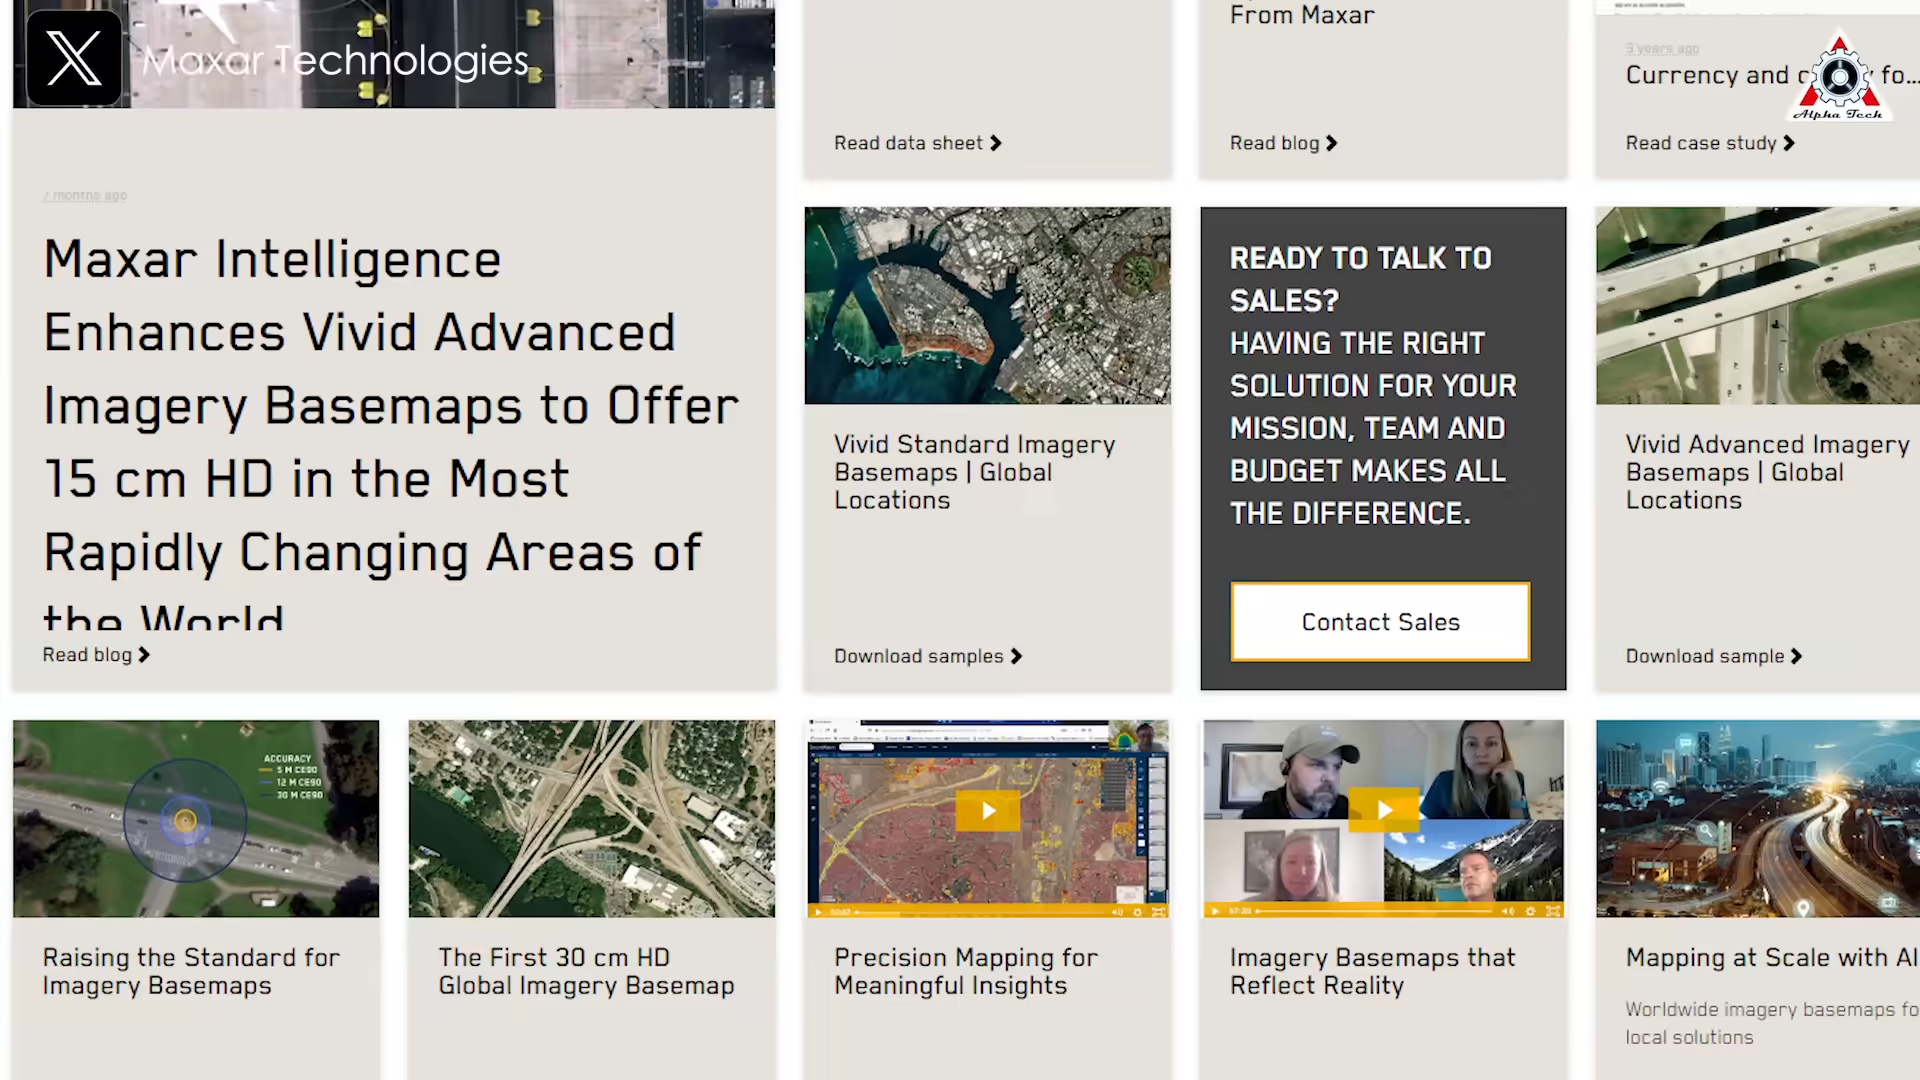 Maxar Technologies
From Maxar
3 years ago
Currency and
fo...
Alpha Tech
Read data sheet
Read blog
Read case study
7 months ago
Maxar Intelligence
Enhances Vivid Advanced
Imagery Basemaps to Offer
15 cm HD in the Most
Rapidly Changing Areas of
the World
Read blog
Vivid Standard Imagery
Basemaps | Global
Locations
Download samples
READY TO TALK TO
SALES?
HAVING THE RIGHT
SOLUTION FOR YOUR
MISSION, TEAM AND
BUDGET MAKES ALL
THE DIFFERENCE.
Contact Sales
Vivid Advanced Imagery
Basemaps | Global
Locations
Download sample
ACCURACY
5 M CE90
12 M CE90
30 M CE90
Raising the Standard for
Imagery Basemaps
The First 30 cm HD
Global Imagery Basemap
Precision Mapping for
Meaningful Insights
Imagery Basemaps that
Reflect Reality
Mapping at Scale with AI
Worldwide imagery basemaps fo
local solutions